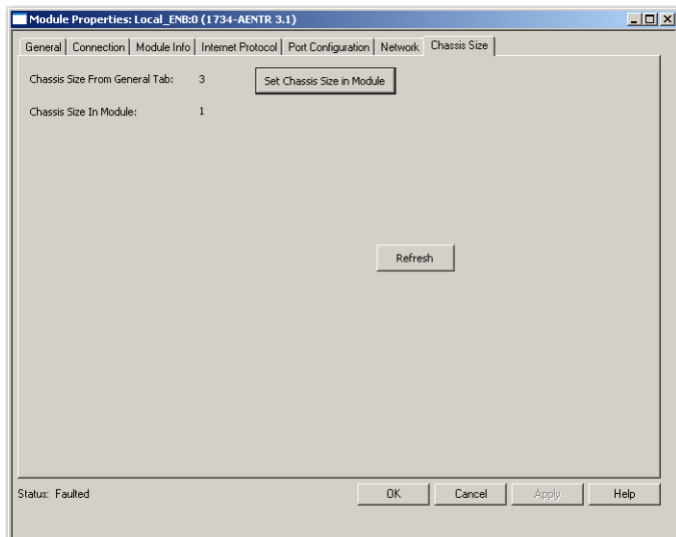 Module Properties: Local_ENB:0 (1734-AENTR 3.1)
General Connection Module Info Internet Protocol Port Configuration Network Chassis Size
Chassis Size From General Tab: 3 Set Chassis Size in Module
Chassis Size In Module: 1
Refresh
Status: Faulted OK Cancel Apply Help